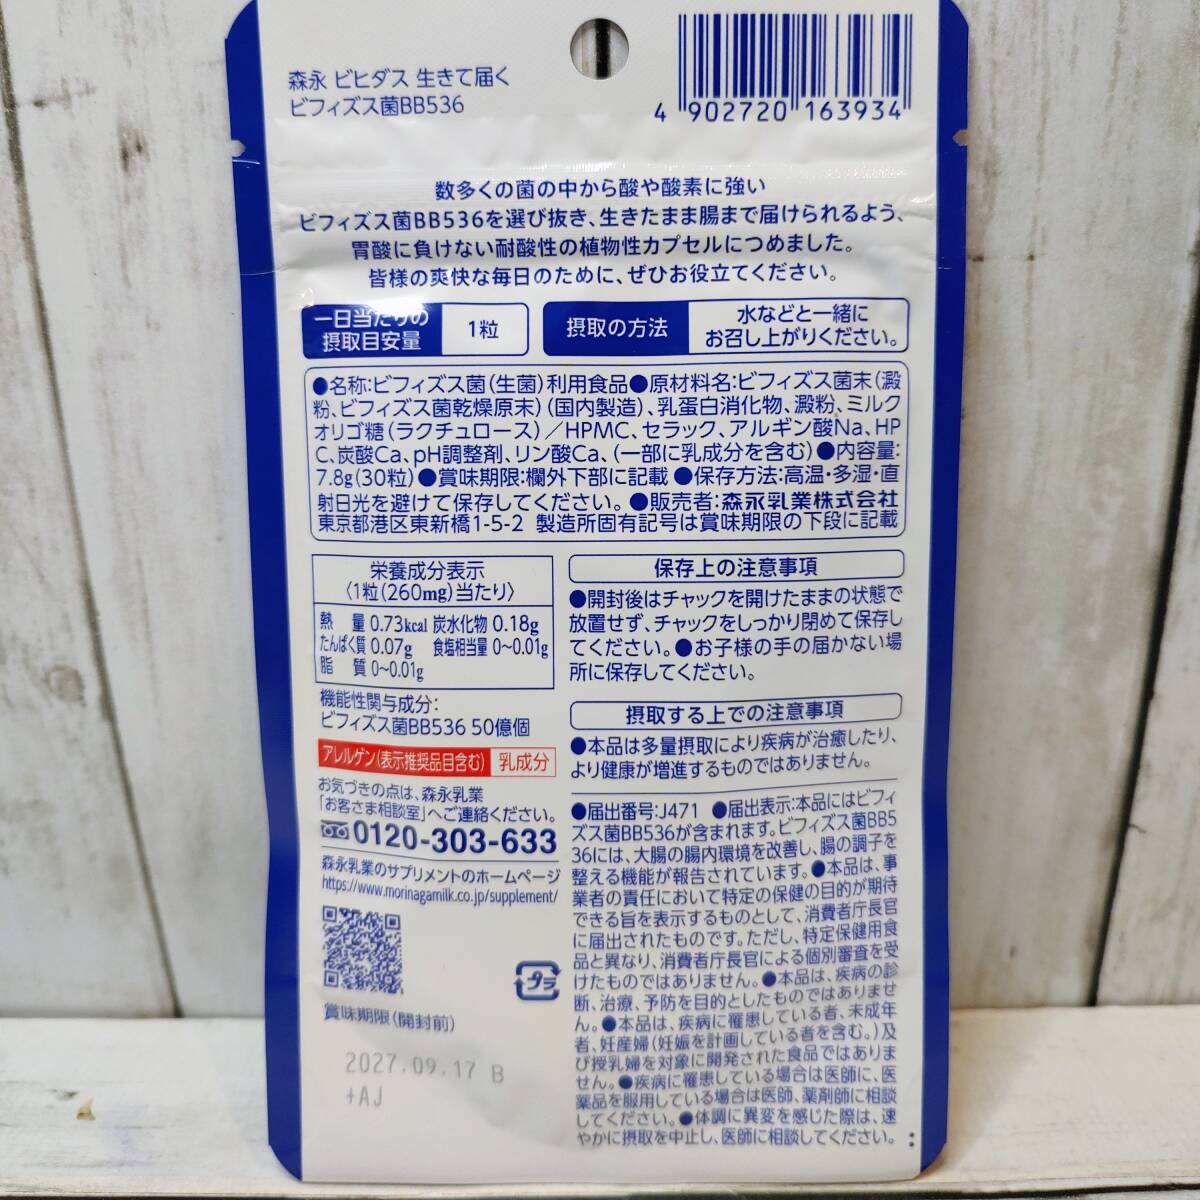 森永 ビヒダス 生きて届く
ビフィズス菌BB536
4 902720 163934
数多くの菌の中から酸や酸素に強い
ビフィズス菌BB536を選び抜き、生きたまま腸まで届けられるよう、
胃酸に負けない耐酸性の植物性カプセルにつめました。
皆様の爽快な毎日のために、ぜひお役立てください。
一日当たりの
摂取目安量
1粒
摂取の方法
水などと一緒に
お召し上がりください。
●名称:ビフィズス菌(生菌)利用食品●原材料名:ビフィズス菌末(澱
粉、ビフィズス菌乾燥原末)(国内製造)、乳蛋白消化物、澱粉、ミルク
オリゴ糖(ラクチュロース)/HPMC、セラック、アルギン酸Na、HP
C、炭酸Ca、pH調整剤、リン酸Ca、(一部に乳成分を含む)●内容量:
7.8g(30粒)●賞味期限:欄外下部に記載●保存方法:高温・多湿・直
射日光を避けて保存してください。●販売者:森永乳業株式会社
東京都港区東新橋1-5-2 製造所固有記号は賞味期限の下段に記載
栄養成分表示
〈1粒(260mg)当たり〉
熱量 0.73kcal 炭水化物 0.18g
たんぱく質 0.07g 食塩相当量 0~0.01g
脂質 0~0.01g
機能性関与成分:
ビフィズス菌BB536 50億個
アレルゲン(表示推奨品目含む) 乳成分
お気づきの点は、森永乳業
「お客さま相談室」へご連絡ください。
0120-303-633
森永乳業のサプリメントのホームページ
https://www.morinagamilk.co.jp/supplement/
プラ
賞味期限(開封前)
2027.09.17 B
+AJ
保存上の注意事項
●開封後はチャックを開けたままの状態で
放置せず、チャックをしっかり閉めて保存し
てください。●お子様の手の届かない場
所に保存してください。
摂取する上での注意事項
●本品は多量摂取により疾病が治癒したり、
より健康が増進するものではありません。
●届出番号:J471 ●届出表示:本品にはビフィ
ズス菌BB536が含まれます。ビフィズス菌BB5
36には、大腸の腸内環境を改善し、腸の調子を
整える機能が報告されています。●本品は、事
業者の責任において特定の保健の目的が期待
できる旨を表示するものとして、消費者庁長官
に届出されたものです。ただし、特定保健用食
品と異なり、消費者庁長官による個別審査を受
けたものではありません。●本品は、疾病の診
断、治療、予防を目的としたものではありませ
ん。●本品は、疾病に罹患している者、未成年
者、妊産婦(妊娠を計画している者を含む。)及
び授乳婦を対象に開発された食品ではありま
せん。●疾病に罹患している場合は医師に、医
薬品を服用している場合は医師、薬剤師に相談
してください。●体調に異変を感じた際は、速
やかに摂取を中止し、医師に相談してください。